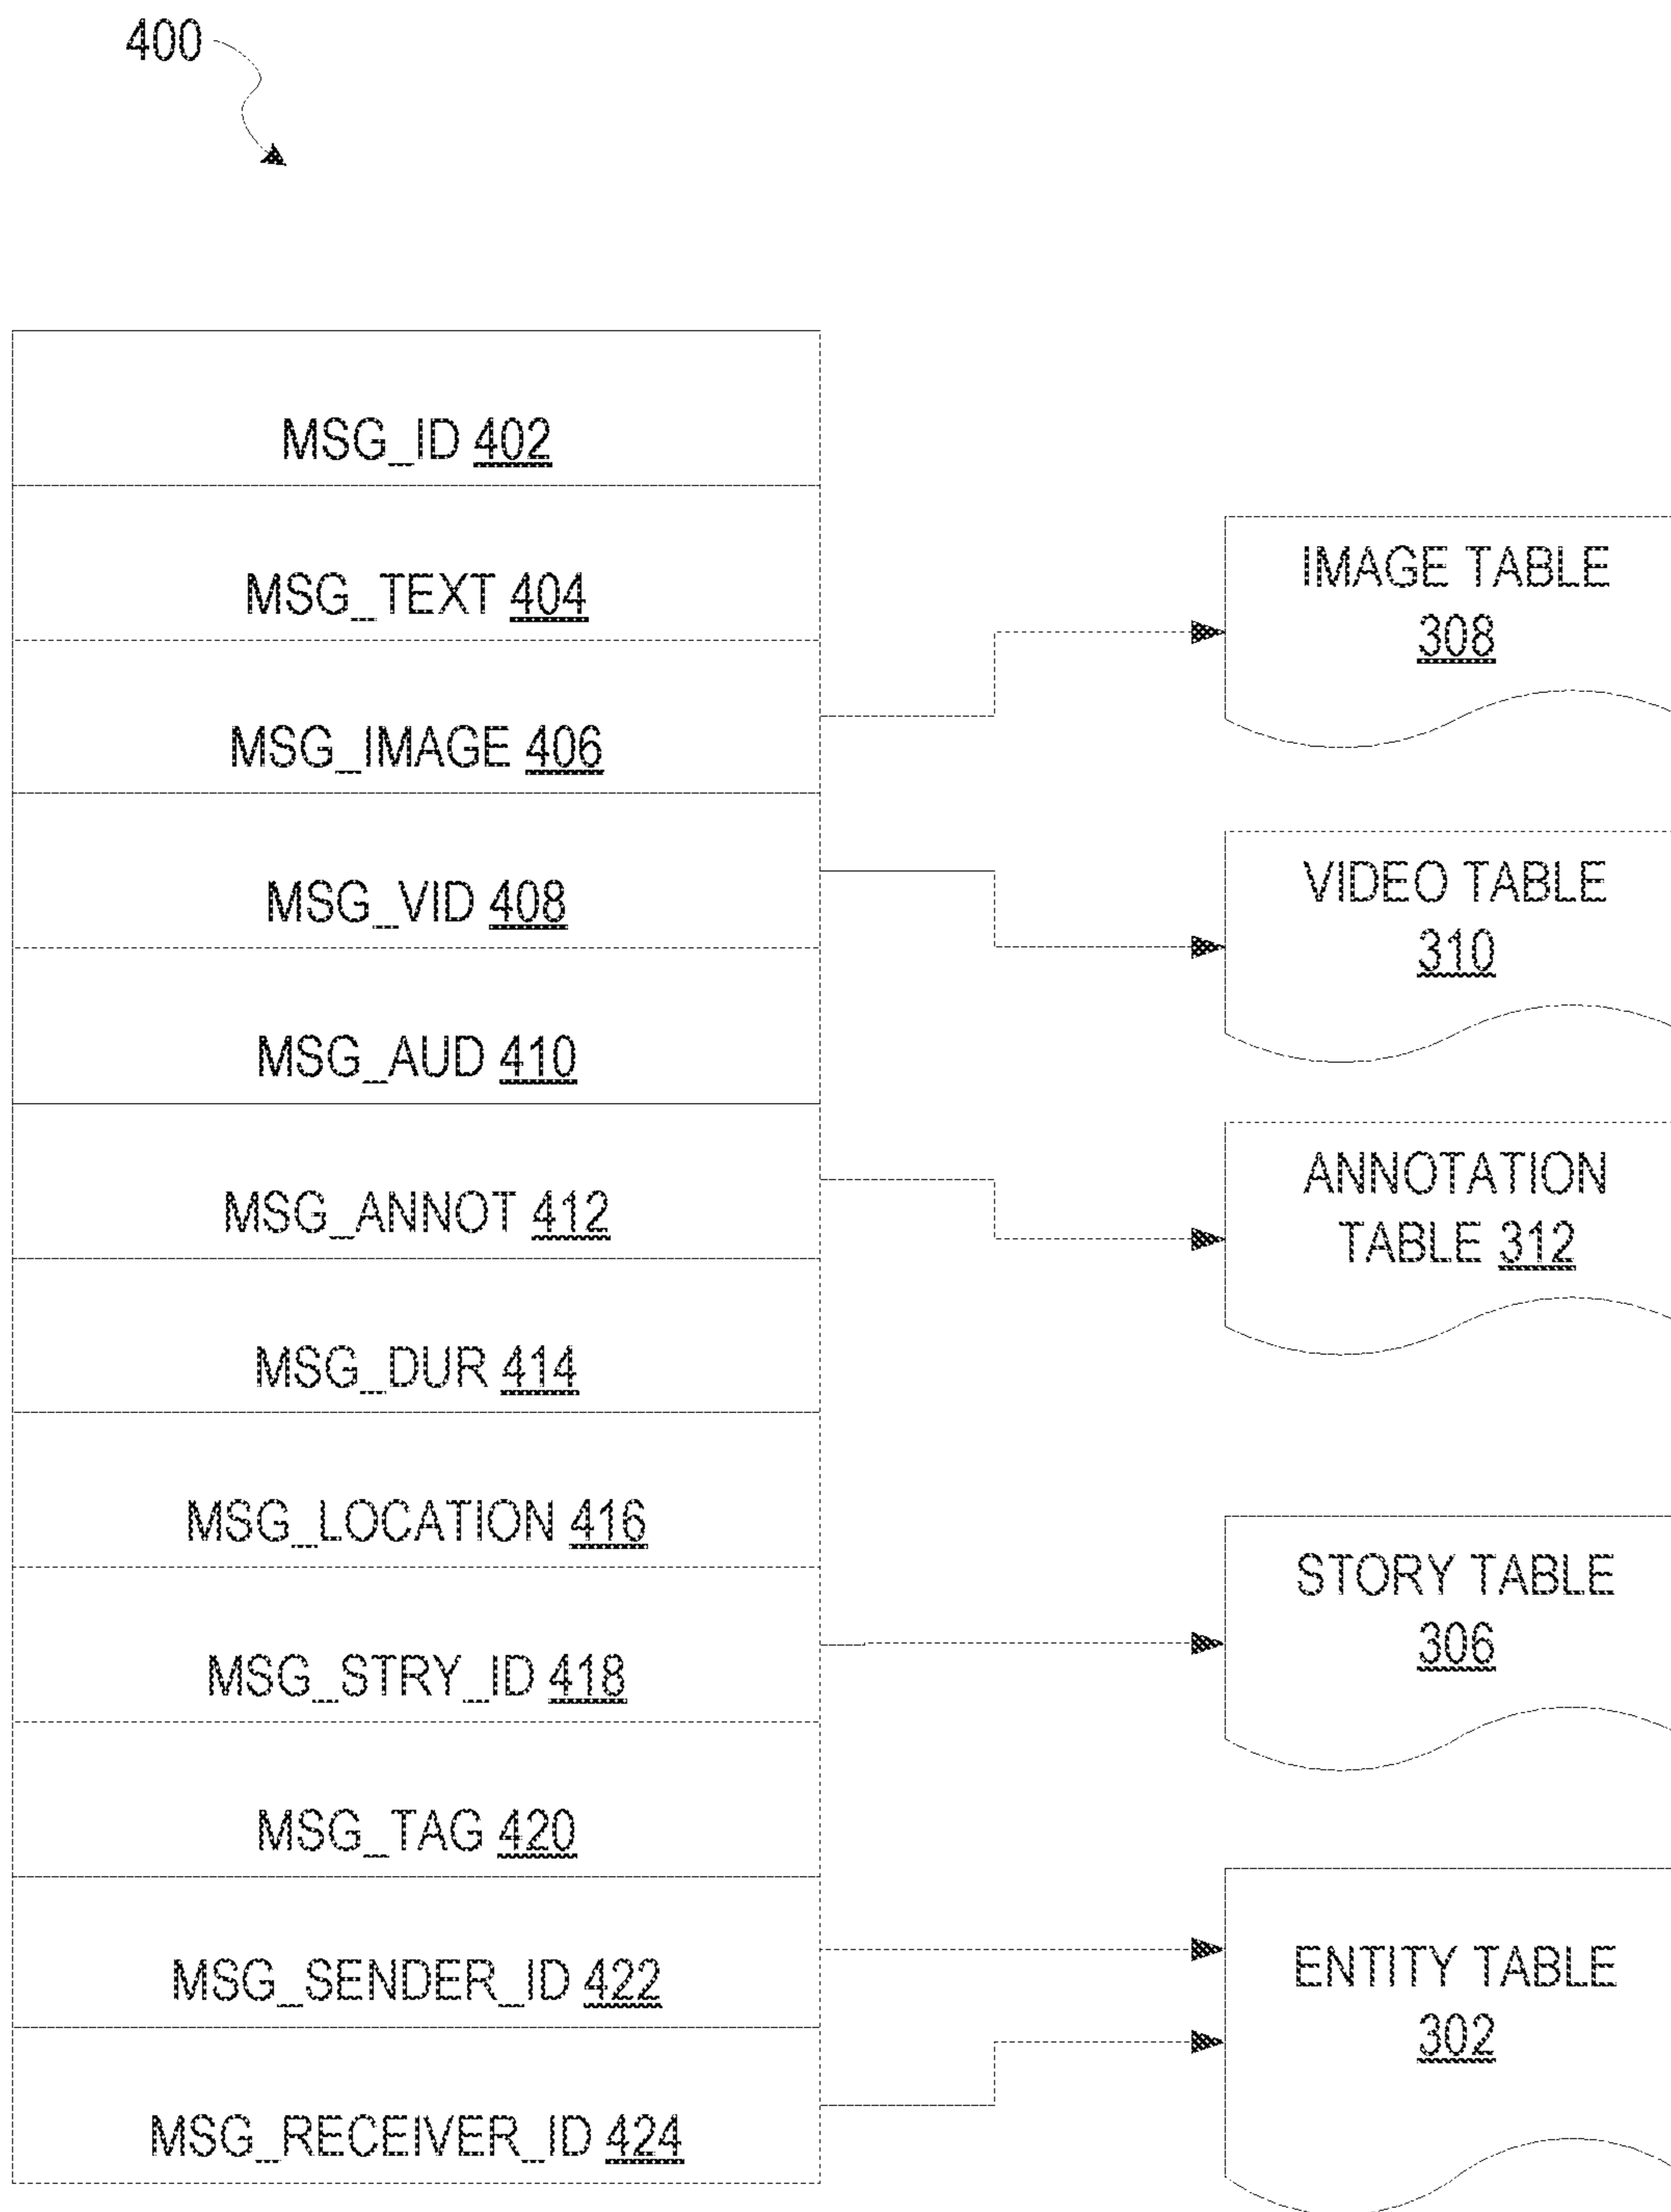 400
MSG_ID 402
MSG_TEXT 404
MSG_IMAGE 406
MSG_VID 408
MSG_AUD 410
MSG_ANNOT 412
MSG_DUR 414
MSG_LOCATION 416
MSG_STRY_ID 418
MSG_TAG 420
MSG_SENDER_ID 422
MSG_RECEIVER_ID 424
IMAGE TABLE
308
VIDEO TABLE
310
ANNOTATION
TABLE 312
STORY TABLE
306
ENTITY TABLE
302